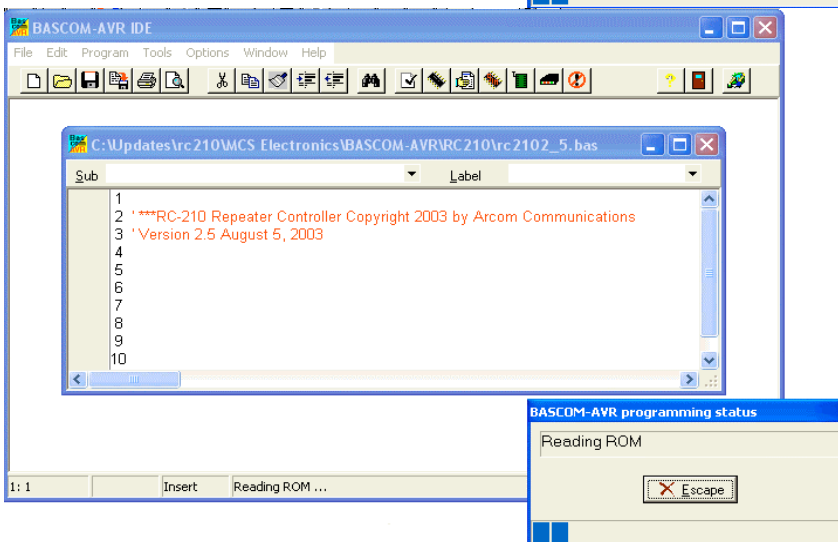 BASCOM-AVR IDE
File Edit Program Tools Options Window Help
C:\Updates\rc210\MCS Electronics\BASCOM-AVR\RC210\rc2102_5.bas
Sub Label
1
2 ' ***RC-210 Repeater Controller Copyright 2003 by Arcom Communications
3 ' Version 2.5 August 5, 2003
4
5
6
7
8
9
10
BASCOM-AVR programming status
Reading ROM
Escape
1: 1 Insert Reading ROM ...